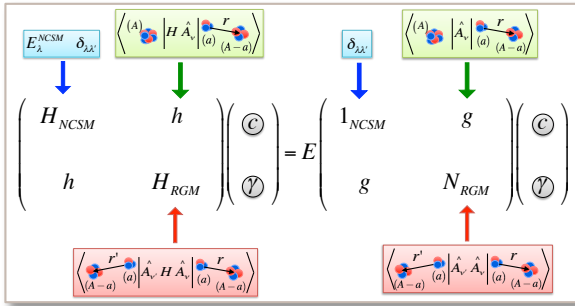 E_λ^NCSM δ_λλ' ⟨(A) |H Â_ν| (a) r (A−a)⟩ δ_λλ' ⟨(A) |Â_ν| (a) r (A−a)⟩
H_NCSM h c = E 1_NCSM g c
h H_RGM γ g N_RGM γ
⟨r' (A−a) (a) |Â_ν' H Â_ν| (a) r (A−a)⟩ ⟨r' (A−a) (a) |Â_ν' Â_ν| (a) r (A−a)⟩